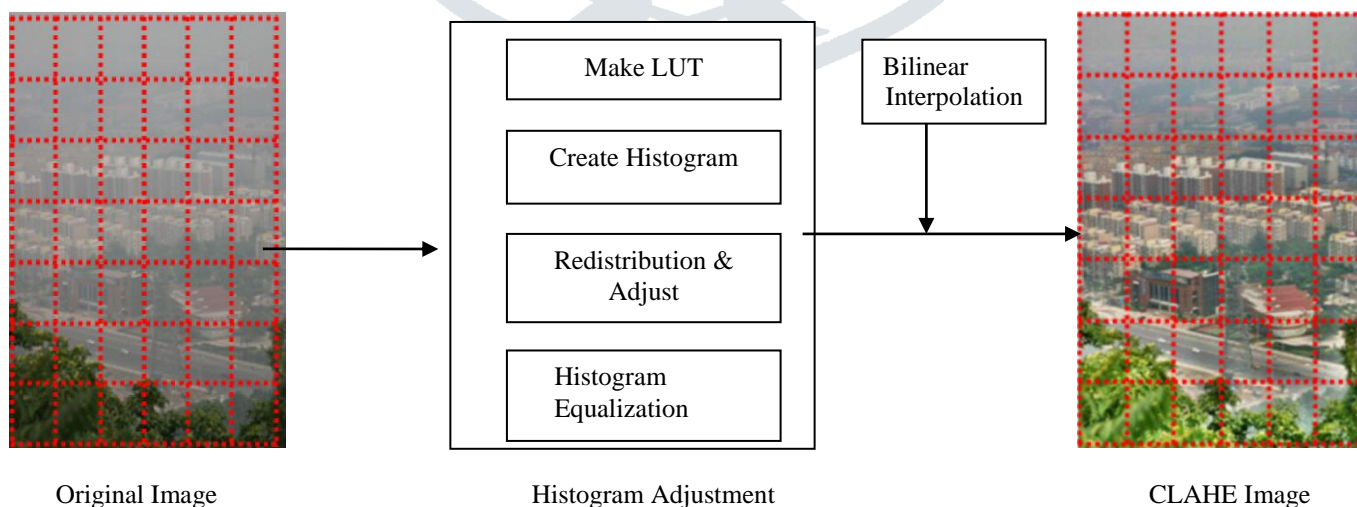 Make LUT
Create Histogram
Redistribution &
Adjust
Histogram
Equalization
Bilinear
Interpolation
Original Image
Histogram Adjustment
CLAHE Image